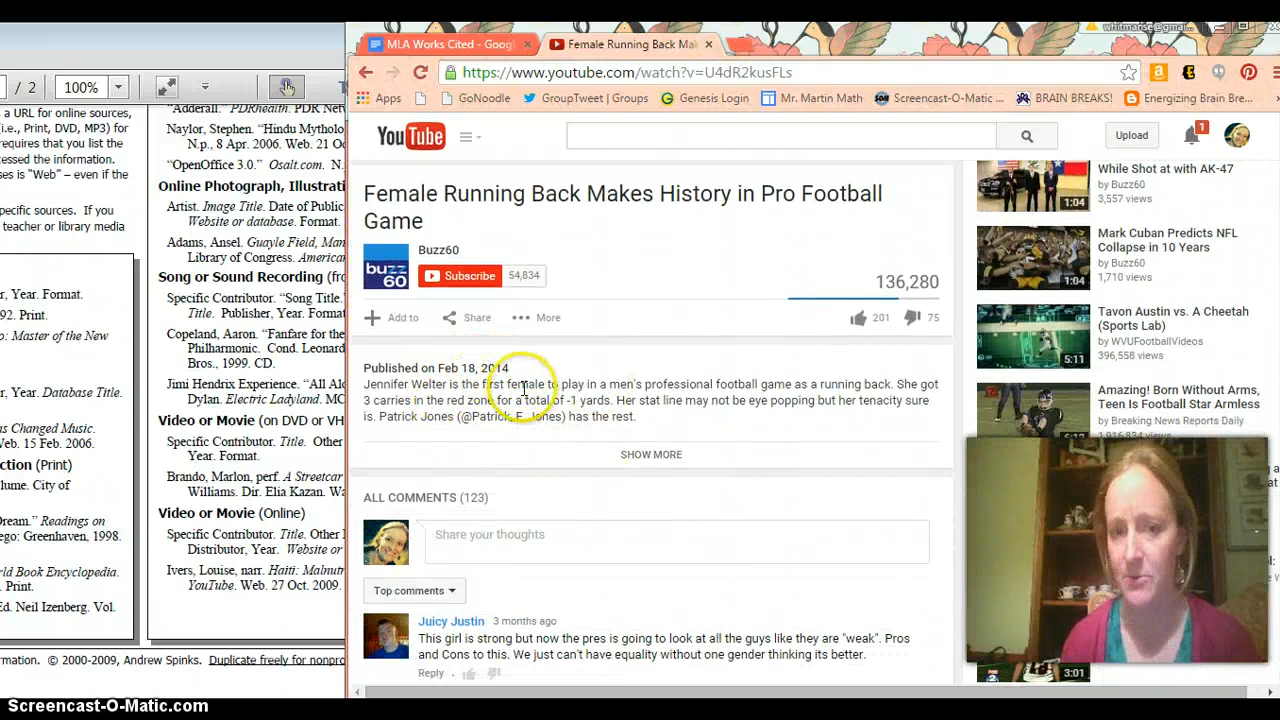 whitmanse@gmai...
MLA Works Cited - Goog
Female Running Back Mak
https://www.youtube.com/watch?v=U4dR2kusFLs
Apps
GoNoodle
GroupTweet | Groups
Genesis Login
Mr. Martin Math
Screencast-O-Matic ...
BRAIN BREAKS!
Energizing Brain Bre...
/ 2
100%
a URL for online sources,
(i.e., Print, DVD, MP3) for
requires that you list the
cessed the information.
ses is "Web" – even if the
pecific sources. If you
teacher or library media
r, Year. Format.
92. Print.
o: Master of the New
r, Year. Database Title.
as Changed Music.
Web. 15 Feb. 2006.
ction (Print)
lume. City of
Dream." Readings on
ego: Greenhaven, 1998.
rld Book Encyclopedia.
. Print.
Ed. Neil Izenberg. Vol.
rmation. © 2000-2009, Andrew Spinks. Duplicate freely for nonpro
"Adderall." PDRhealth. PDR Net
Naylor, Stephen. "Hindu Mytholo
N.p., 8 Apr. 2006. Web. 21 Oc
"OpenOffice 3.0." Osalt.com. N.
Online Photograph, Illustrati
Artist. Image Title. Date of Public
Website or database. Format.
Adams, Ansel. Guayle Field, Man
Library of Congress. American
Song or Sound Recording (fro
Specific Contributor. "Song Title.
Title. Publisher, Year. Format
Copeland, Aaron. "Fanfare for the
Philharmonic. Cond. Leonard
Bros., 1999. CD.
Jimi Hendrix Experience. "All Alo
Dylan. Electric Ladyland. MC
Video or Movie (on DVD or VH
Specific Contributor. Title. Other
Year. Format.
Brando, Marlon, perf. A Streetcar
Williams. Dir. Elia Kazan. Wa
Video or Movie (Online)
Specific Contributor. Title. Other
Distributor, Year. Website or
Ivers, Louise, narr. Haiti: Malnut
YouTube. Web. 27 Oct. 2009.
YouTube
Upload
1
Female Running Back Makes History in Pro Football
Game
buzz
60
Buzz60
Subscribe
54,834
136,280
Add to
Share
More
201
75
Published on Feb 18, 2014
Jennifer Welter is the first female to play in a men's professional football game as a running back. She got
3 carries in the red zone for a total of -1 yards. Her stat line may not be eye popping but her tenacity sure
is. Patrick Jones (@Patrick_E_Jones) has the rest.
SHOW MORE
ALL COMMENTS (123)
Share your thoughts
Top comments
Juicy Justin 3 months ago
This girl is strong but now the pres is going to look at all the guys like they are "weak". Pros
and Cons to this. We just can't have equality without one gender thinking its better.
Reply
While Shot at with AK-47
by Buzz60
3,557 views
1:04
Mark Cuban Predicts NFL
Collapse in 10 Years
by Buzz60
1,710 views
1:04
Tavon Austin vs. A Cheetah
(Sports Lab)
by WVUFootballVideos
396,558 views
5:11
Amazing! Born Without Arms,
Teen Is Football Star Armless
by Breaking News Reports Daily
Screencast-O-Matic.com